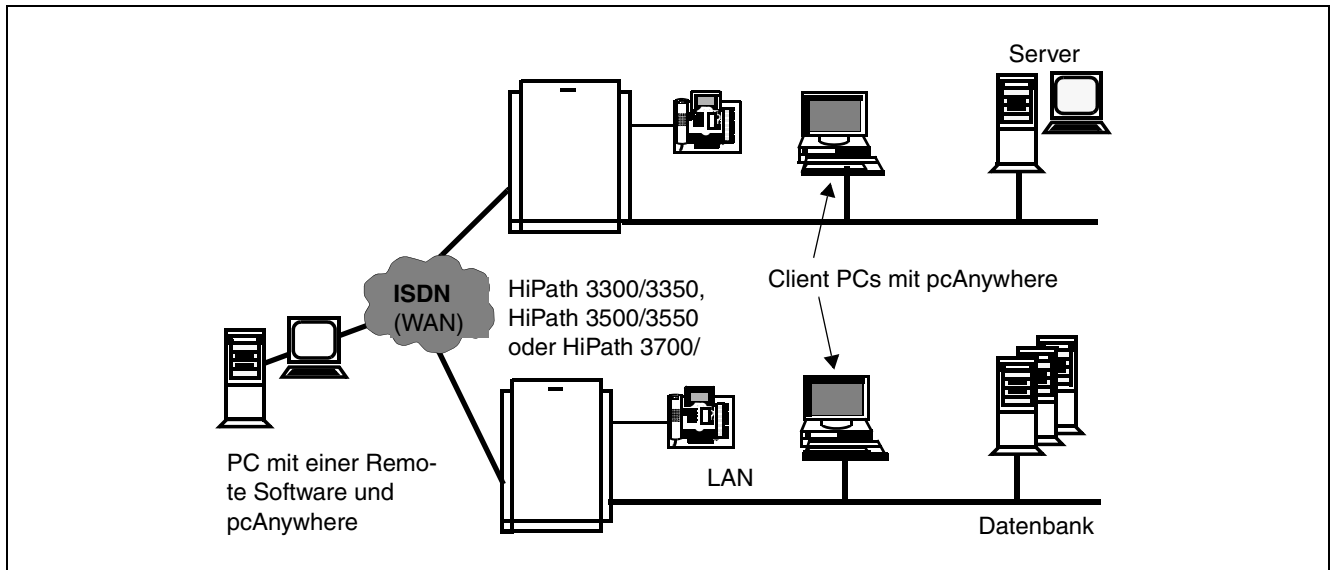 Server
ISDN
(WAN)
HiPath 3300/3350,
HiPath 3500/3550
oder HiPath 3700/
Client PCs mit pcAnywhere
PC mit einer Remo-
te Software und
pcAnywhere
LAN
Datenbank